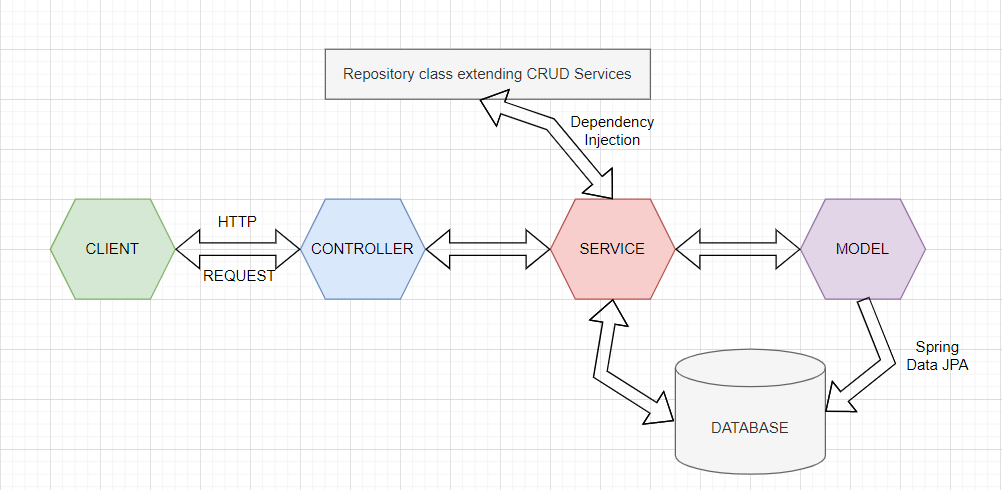 Repository class extending CRUD Services
Dependency
Injection
HTTP
REQUEST
CLIENT
CONTROLLER
SERVICE
MODEL
Spring
Data JPA
DATABASE